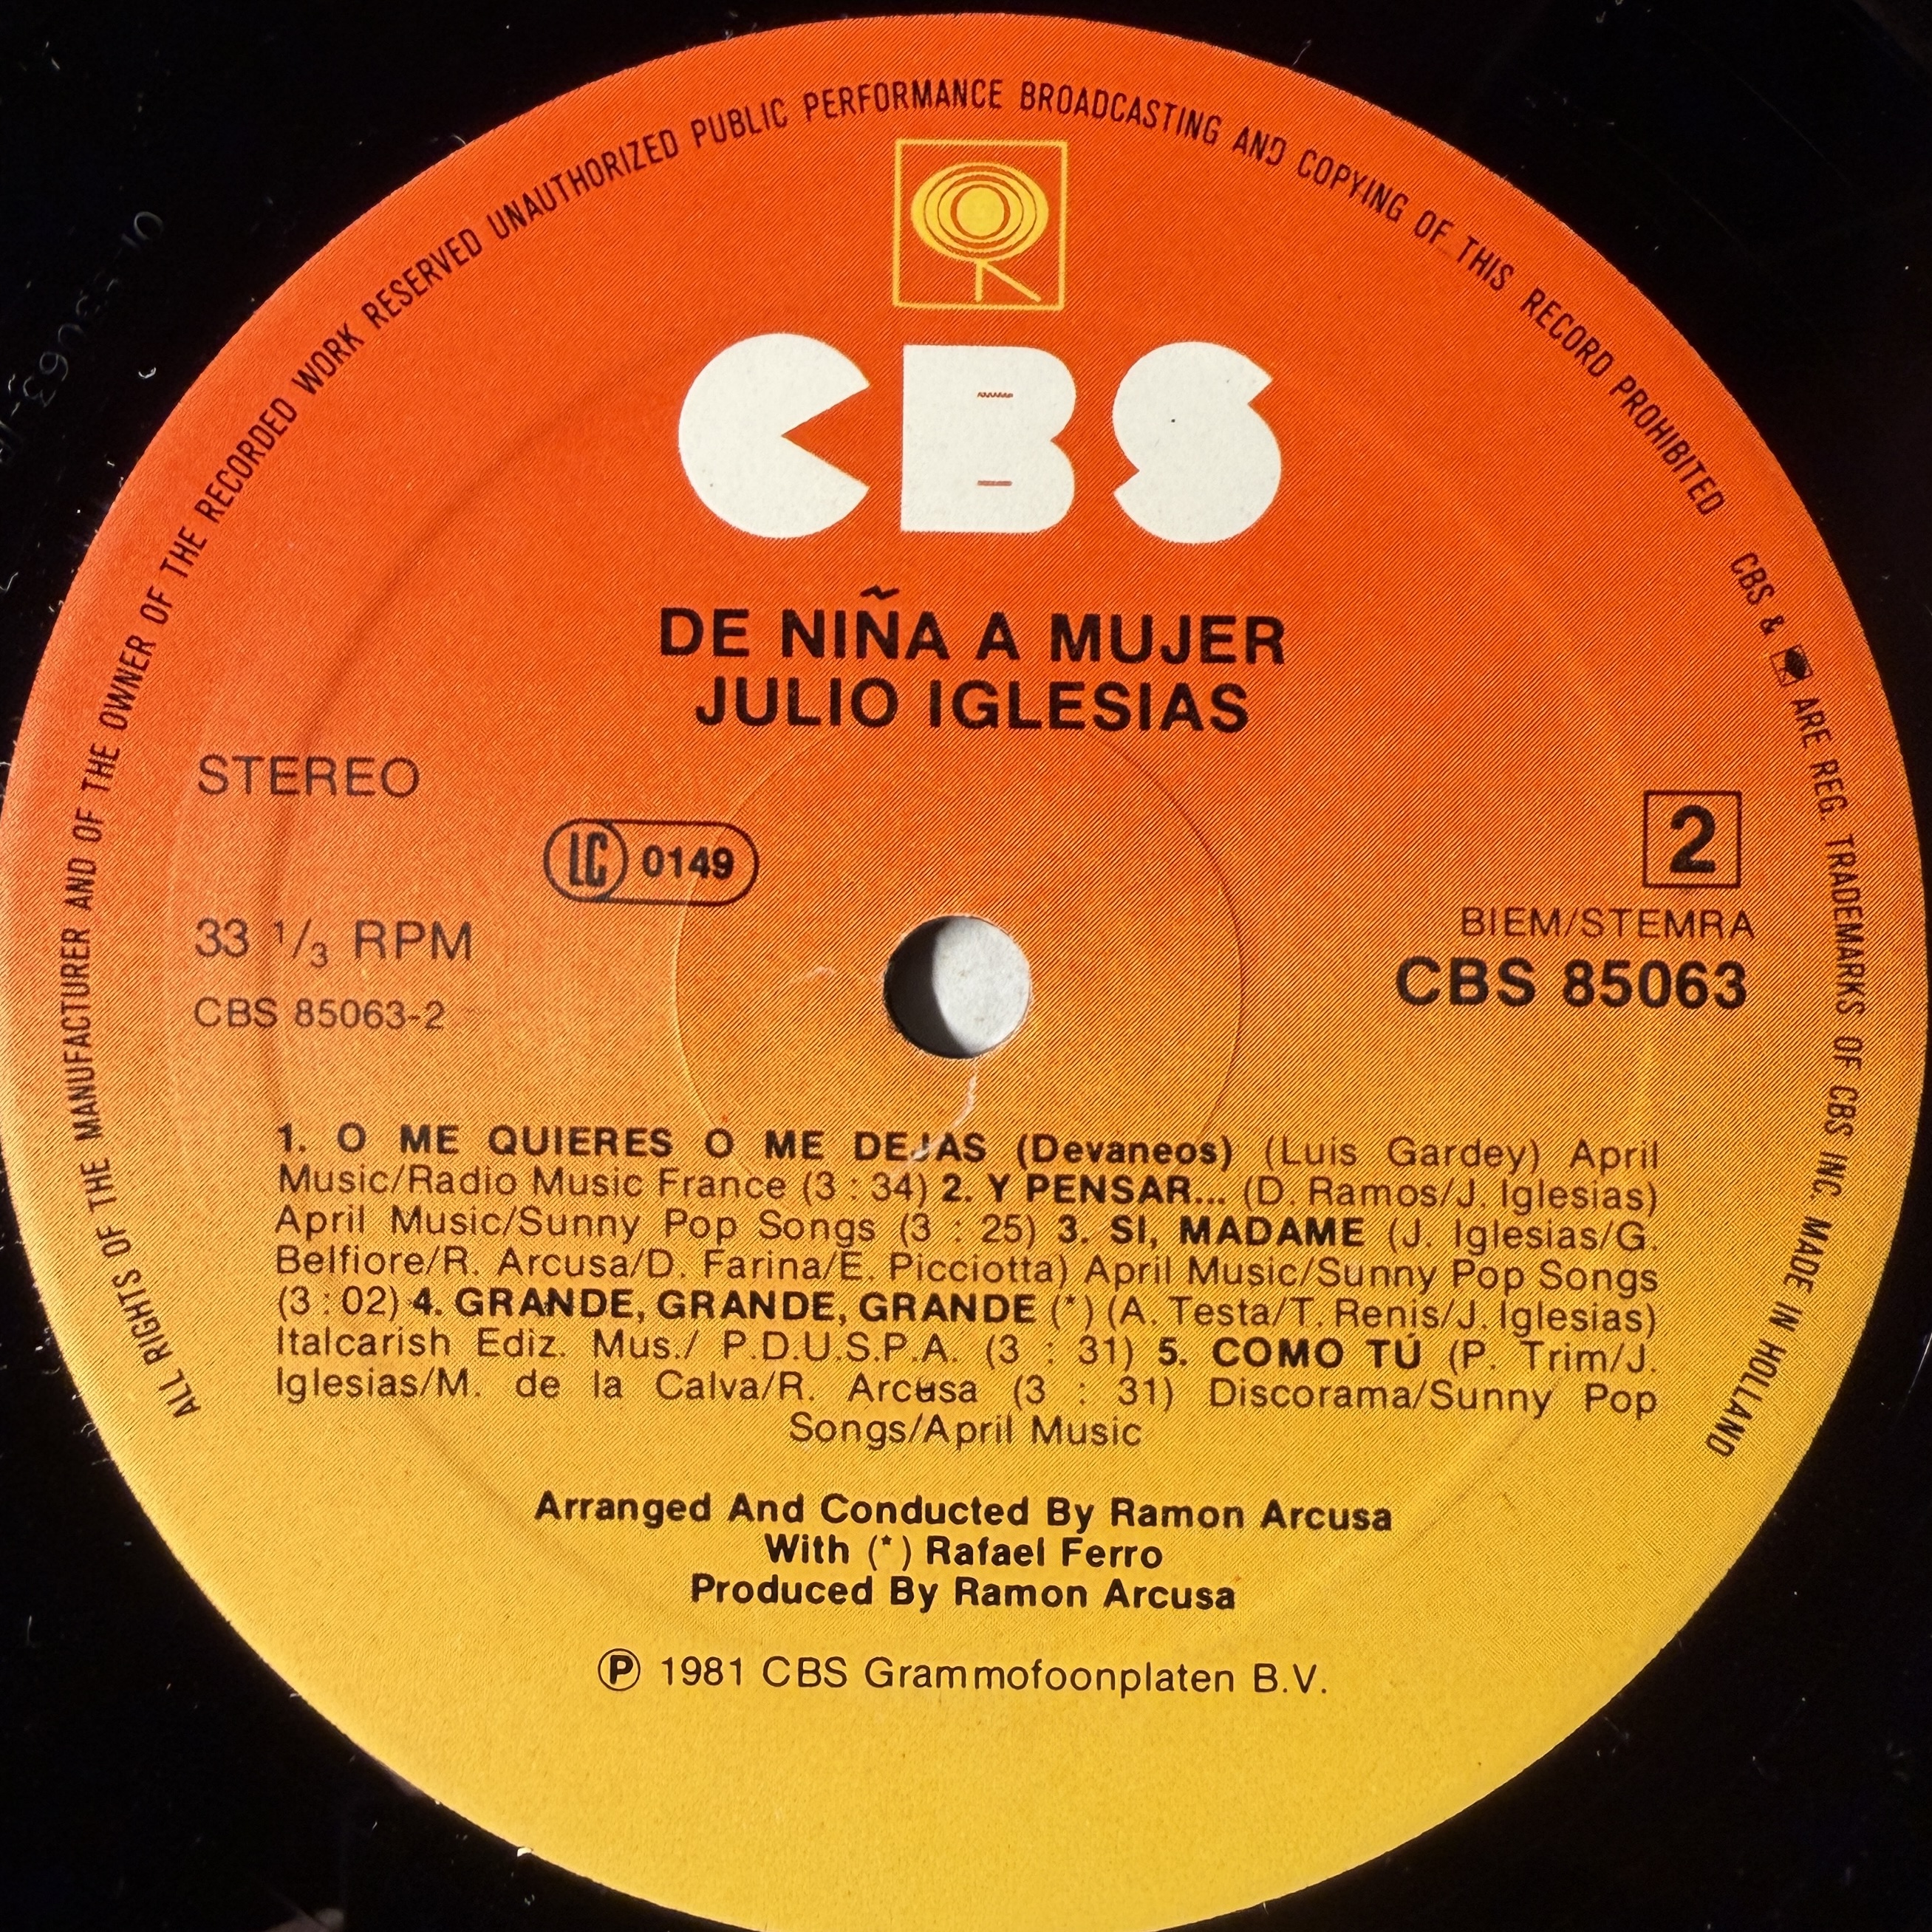 ALL RIGHTS OF THE MANUFACTURER AND OF THE OWNER OF THE RECORDED WORK RESERVED UNAUTHORIZED PUBLIC PERFORMANCE BROADCASTING AND COPYING OF THIS RECORD PROHIBITED CBS & ARE REG. TRADEMARKS OF CBS INC. MADE IN HOLLAND
CBS
DE NIÑA A MUJER
JULIO IGLESIAS
STEREO
LC 0149
33 1/3 RPM
CBS 85063-2
2
BIEM/STEMRA
CBS 85063
1. O ME QUIERES O ME DEJAS (Devaneos) (Luis Gardey) April
Music/Radio Music France (3 : 34) 2. Y PENSAR... (D. Ramos/J. Iglesias)
April Music/Sunny Pop Songs (3 : 25) 3. SI, MADAME (J. Iglesias/G.
Belfiore/R. Arcusa/D. Farina/E. Picciotta) April Music/Sunny Pop Songs
(3 : 02) 4. GRANDE, GRANDE, GRANDE (*) (A. Testa/T. Renis/J. Iglesias)
Italcarish Ediz. Mus./ P.D.U.S.P.A. (3 : 31) 5. COMO TÚ (P. Trim/J.
Iglesias/M. de la Calva/R. Arcusa (3 : 31) Discorama/Sunny Pop
Songs/April Music
Arranged And Conducted By Ramon Arcusa
With (*) Rafael Ferro
Produced By Ramon Arcusa
Ⓟ 1981 CBS Grammofoonplaten B.V.